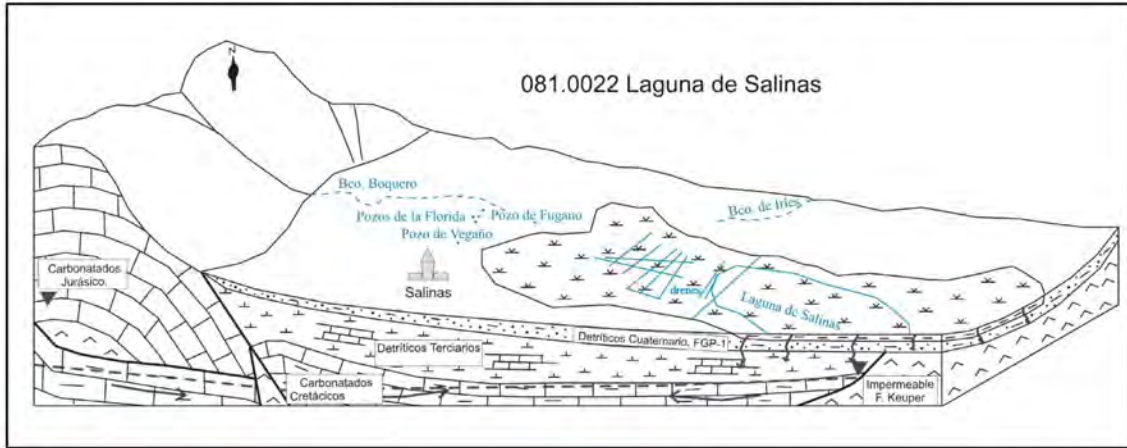 N
081.0022 Laguna de Salinas
Bco. Boquero
Bco. de Iries
Pozos de la Florida
Pozo de Fugano
Pozo de Vegaño
Carbonatados
Jurásico.
Salinas
drenes
Laguna de Salinas
Detríticos Cuaternario, FGP-1
Detríticos Terciarios
Carbonatados
Cretácicos
Impermeable
F. Keuper